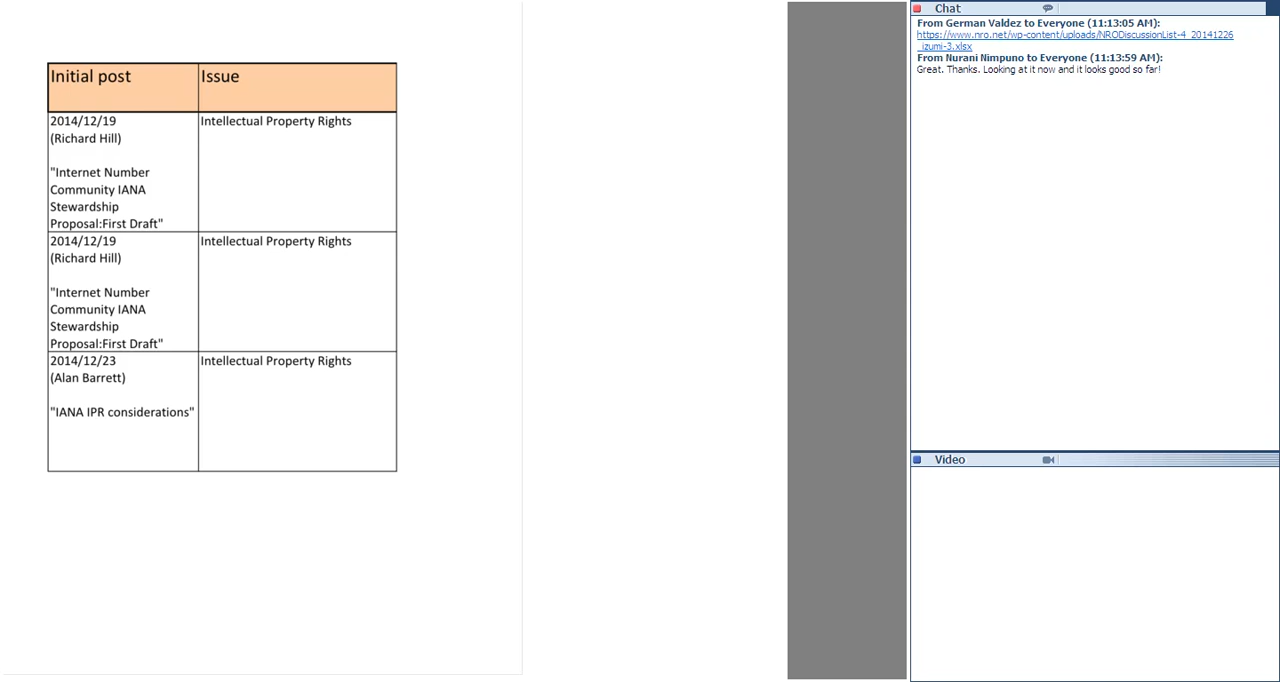 Initial post
Issue
2014/12/19
(Richard Hill)
"Internet Number
Community IANA
Stewardship
Proposal:First Draft"
Intellectual Property Rights
2014/12/19
(Richard Hill)
"Internet Number
Community IANA
Stewardship
Proposal:First Draft"
Intellectual Property Rights
2014/12/23
(Alan Barrett)
"IANA IPR considerations"
Intellectual Property Rights
Chat
From German Valdez to Everyone (11:13:05 AM):
https://www.nro.net/wp-content/uploads/NRODiscussionList-4_20141226
_izumi-3.xlsx
From Nurani Nimpuno to Everyone (11:13:59 AM):
Great. Thanks. Looking at it now and it looks good so far!
Video